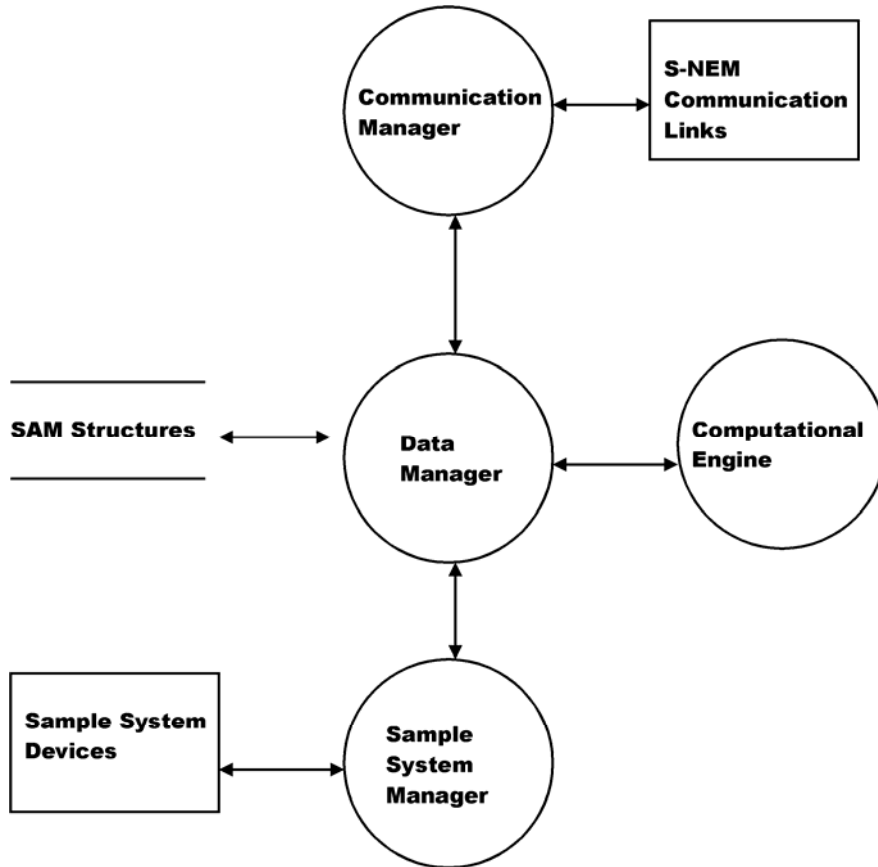 Communication
Manager
S-NEM
Communication
Links
SAM Structures
Data
Manager
Computational
Engine
Sample System
Devices
Sample
System
Manager